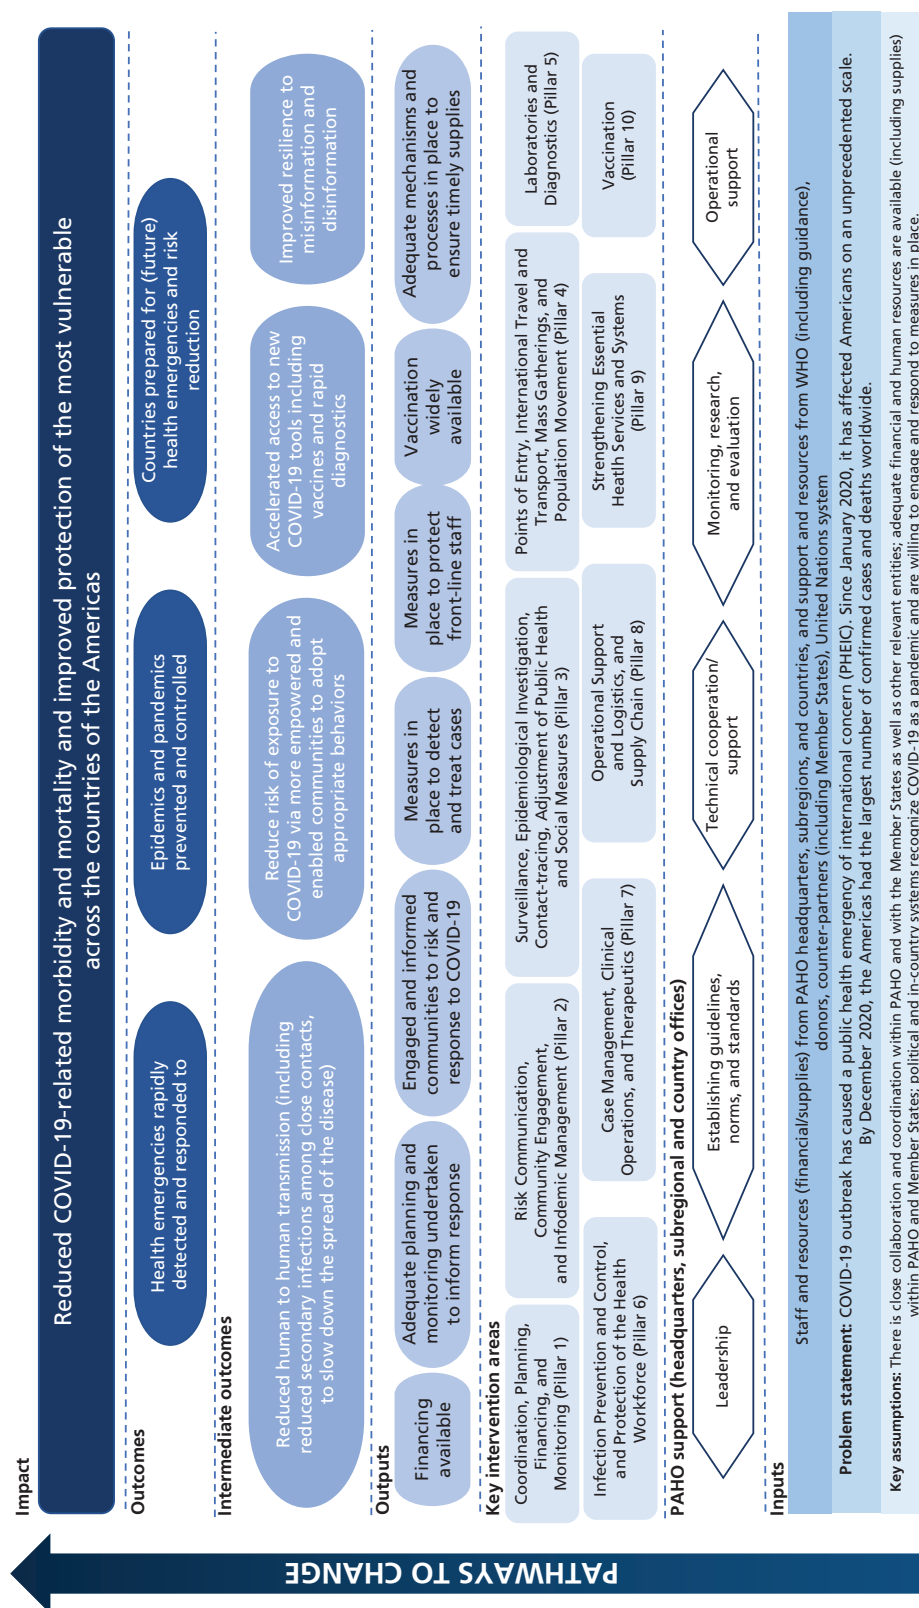 PATHWAYS TO CHANGE
Impact
Reduced COVID-19-related morbidity and mortality and improved protection of the most vulnerable
across the countries of the Americas
Outcomes
Health emergencies rapidly
detected and responded to
Epidemics and pandemics
prevented and controlled
Countries prepared for (future)
health emergencies and risk
reduction
Intermediate outcomes
Reduced human to human transmission (including
reduced secondary infections among close contacts,
to slow down the spread of the disease)
Reduce risk of exposure to
COVID-19 via more empowered and
enabled communities to adopt
appropriate behaviors
Accelerated access to new
COVID-19 tools including
vaccines and rapid
diagnostics
Improved resilience to
misinformation and
disinformation
Outputs
Financing
available
Adequate planning and
monitoring undertaken
to inform response
Engaged and informed
communities to risk and
response to COVID-19
Measures in
place to detect
and treat cases
Measures in
place to protect
front-line staff
Vaccination
widely
available
Adequate mechanisms and
processes in place to
ensure timely supplies
Key intervention areas
Coordination, Planning,
Financing, and
Monitoring (Pillar 1)
Risk Communication,
Community Engagement,
and Infodemic Management (Pillar 2)
Surveillance, Epidemiological Investigation,
Contact-tracing, Adjustment of Public Health
and Social Measures (Pillar 3)
Points of Entry, International Travel and
Transport, Mass Gatherings, and
Population Movement (Pillar 4)
Laboratories and
Diagnostics (Pillar 5)
Infection Prevention and Control,
and Protection of the Health
Workforce (Pillar 6)
Case Management, Clinical
Operations, and Therapeutics (Pillar 7)
Operational Support
and Logistics, and
Supply Chain (Pillar 8)
Strengthening Essential
Health Services and Systems
(Pillar 9)
Vaccination
(Pillar 10)
PAHO support (headquarters, subregional and country offices)
Leadership
Establishing guidelines,
norms, and standards
Technical cooperation/
support
Monitoring, research,
and evaluation
Operational
support
Inputs
Staff and resources (financial/supplies) from PAHO headquarters, subregions, and countries, and support and resources from WHO (including guidance),
donors, counter-partners (including Member States), United Nations system
Problem statement: COVID-19 outbreak has caused a public health emergency of international concern (PHEIC). Since January 2020, it has affected Americans on an unprecedented scale.
By December 2020, the Americas had the largest number of confirmed cases and deaths worldwide.
Key assumptions: There is close collaboration and coordination within PAHO and with the Member States as well as other relevant entities; adequate financial and human resources are available (including supplies)
within PAHO and Member States; political and in-country systems recognize COVID-19 as a pandemic and are willing to engage and respond to measures in place.